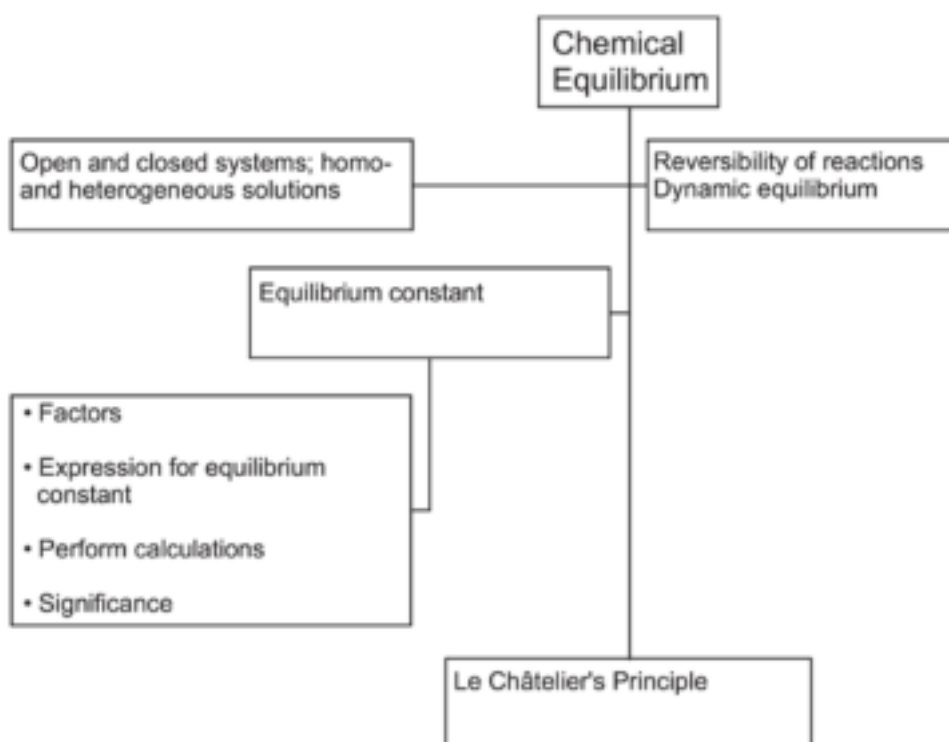 Chemical
Equilibrium
Open and closed systems; homo-
and heterogeneous solutions
Reversibility of reactions
Dynamic equilibrium
Equilibrium constant
• Factors
• Expression for equilibrium
constant
• Perform calculations
• Significance
Le Châtelier's Principle